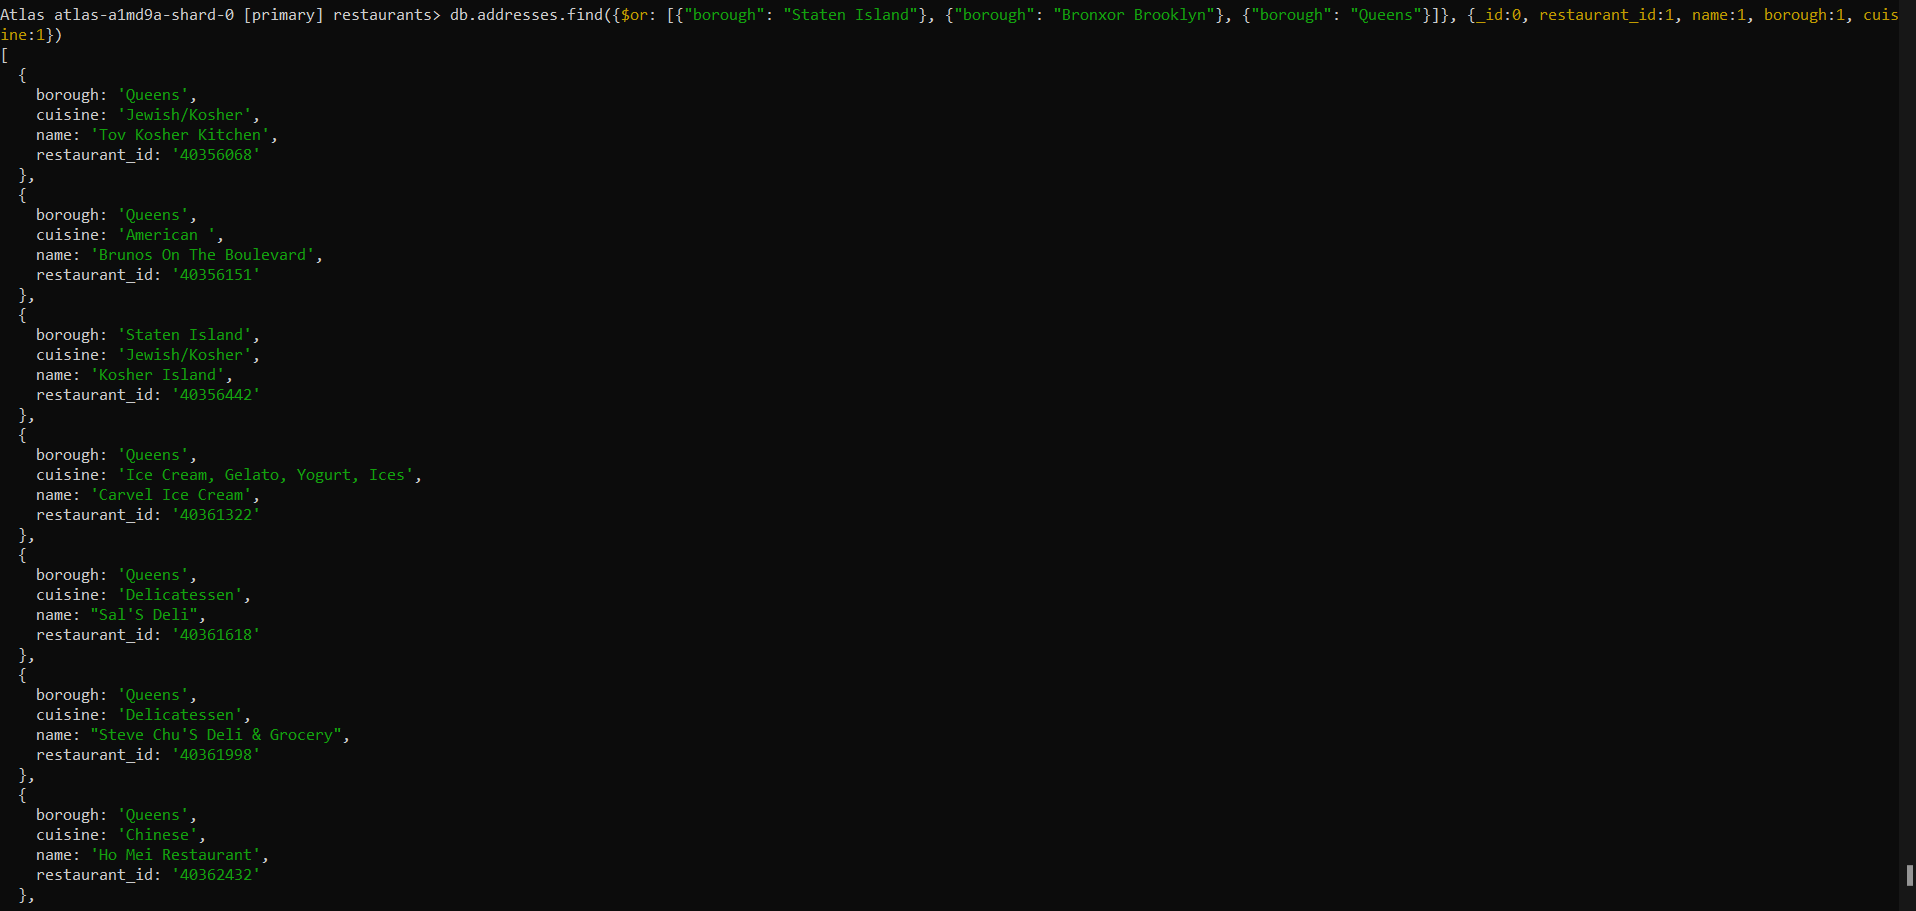 Atlas atlas-a1md9a-shard-0 [primary] restaurants> db.addresses.find({$or: [{"borough": "Staten Island"}, {"borough": "Bronxor Brooklyn"}, {"borough": "Queens"}]}, {_id:0, restaurant_id:1, name:1, borough:1, cuis
ine:1})
[
  {
    borough: 'Queens',
    cuisine: 'Jewish/Kosher',
    name: 'Tov Kosher Kitchen',
    restaurant_id: '40356068'
  },
  {
    borough: 'Queens',
    cuisine: 'American ',
    name: 'Brunos On The Boulevard',
    restaurant_id: '40356151'
  },
  {
    borough: 'Staten Island',
    cuisine: 'Jewish/Kosher',
    name: 'Kosher Island',
    restaurant_id: '40356442'
  },
  {
    borough: 'Queens',
    cuisine: 'Ice Cream, Gelato, Yogurt, Ices',
    name: 'Carvel Ice Cream',
    restaurant_id: '40361322'
  },
  {
    borough: 'Queens',
    cuisine: 'Delicatessen',
    name: "Sal'S Deli",
    restaurant_id: '40361618'
  },
  {
    borough: 'Queens',
    cuisine: 'Delicatessen',
    name: "Steve Chu'S Deli & Grocery",
    restaurant_id: '40361998'
  },
  {
    borough: 'Queens',
    cuisine: 'Chinese',
    name: 'Ho Mei Restaurant',
    restaurant_id: '40362432'
  },